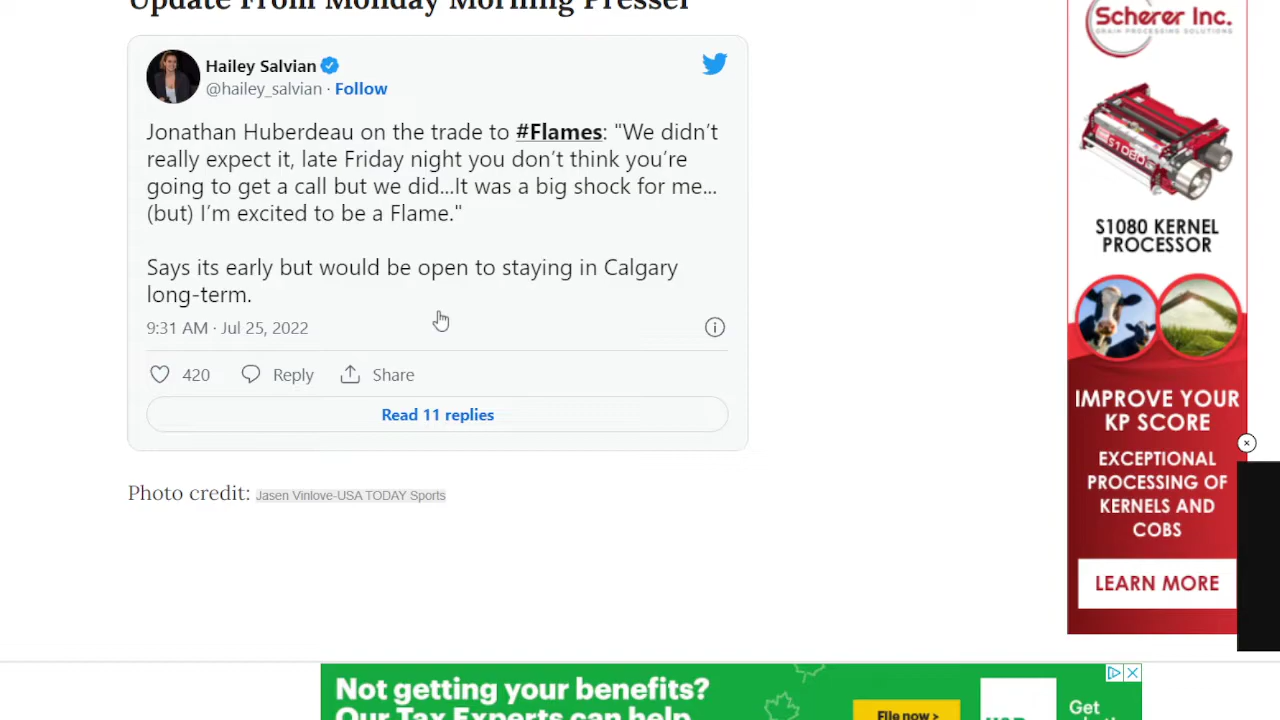 Update From Monday Morning Presser
Hailey Salvian
@hailey_salvian · Follow
Jonathan Huberdeau on the trade to #Flames: "We didn’t
really expect it, late Friday night you don’t think you’re
going to get a call but we did...It was a big shock for me...
(but) I’m excited to be a Flame."
Says its early but would be open to staying in Calgary
long-term.
9:31 AM · Jul 25, 2022
420 Reply Share
Read 11 replies
Photo credit: Jasen Vinlove-USA TODAY Sports
Scherer Inc.
GRAIN PROCESSING SOLUTIONS
S1080
S1080 KERNEL
PROCESSOR
IMPROVE YOUR
KP SCORE
EXCEPTIONAL
PROCESSING OF
KERNELS AND
COBS
LEARN MORE
Not getting your benefits?
Our Tax Experts can help
File now >
Get